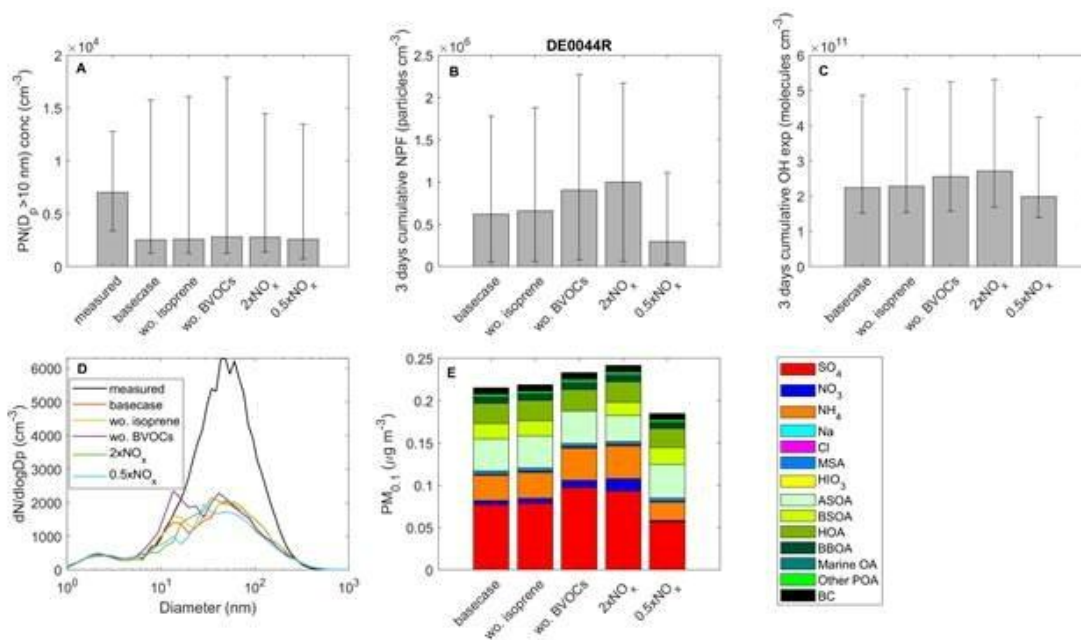 DE0044R
×10⁴
A
PN(Dₚ>10 nm) conc (cm⁻³)
2
1.5
1
0.5
0
measured
basecase
wo. isoprene
wo. BVOCs
2xNOₓ
0.5xNOₓ
×10⁶
B
3 days cumulative NPF (particles cm⁻³)
2.5
2
1.5
1
0.5
0
basecase
wo. isoprene
wo. BVOCs
2xNOₓ
0.5xNOₓ
×10¹¹
C
3 days cumulative OH exp (molecules cm⁻³)
6
5
4
3
2
1
0
basecase
wo. isoprene
wo. BVOCs
2xNOₓ
0.5xNOₓ
D
dN/dlogDp (cm⁻³)
6000
5000
4000
3000
2000
1000
0
measured
basecase
wo. isoprene
wo. BVOCs
2xNOₓ
0.5xNOₓ
10⁰
10¹
10²
10³
Diameter (nm)
E
PM₀.₁ (μg m⁻³)
0.25
0.2
0.15
0.1
0.05
0
basecase
wo. isoprene
wo. BVOCs
2xNOₓ
0.5xNOₓ
SO₄
NO₃
NH₄
Na
Cl
MSA
HIO₃
ASOA
BSOA
HOA
BBOA
Marine OA
Other POA
BC